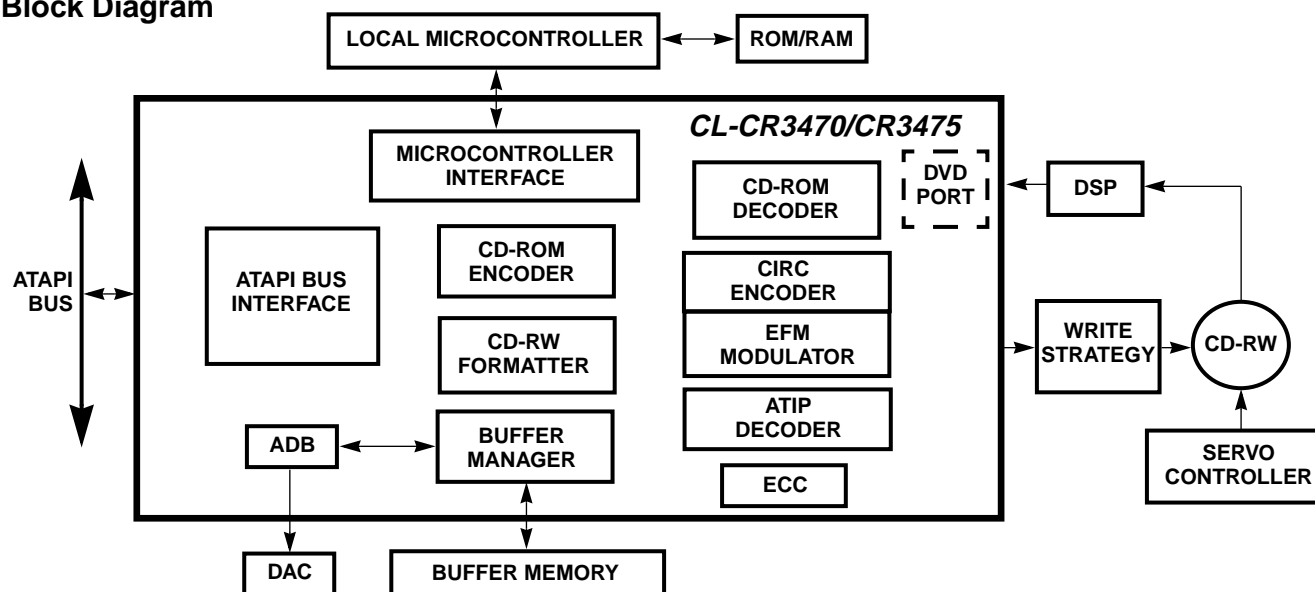 Block Diagram
LOCAL MICROCONTROLLER
ROM/RAM
CL-CR3470/CR3475
MICROCONTROLLER
INTERFACE
CD-ROM
DECODER
DVD
PORT
DSP
ATAPI
BUS
ATAPI BUS
INTERFACE
CD-ROM
ENCODER
CIRC
ENCODER
EFM
MODULATOR
WRITE
STRATEGY
CD-RW
CD-RW
FORMATTER
ATIP
DECODER
ADB
BUFFER
MANAGER
ECC
SERVO
CONTROLLER
DAC
BUFFER MEMORY